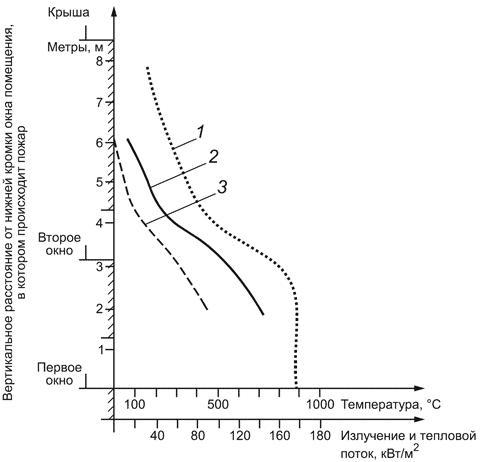 Вертикальное расстояние от нижней кромки окна помещения,
в котором происходит пожар
Крыша
Метры, м
8
7
6
5
4
Второе
окно
3
2
1
Первое
окно
1
2
3
100
500
1000
Температура, °С
40
80
120
160
180
Излучение и тепловой
поток, кВт/м²